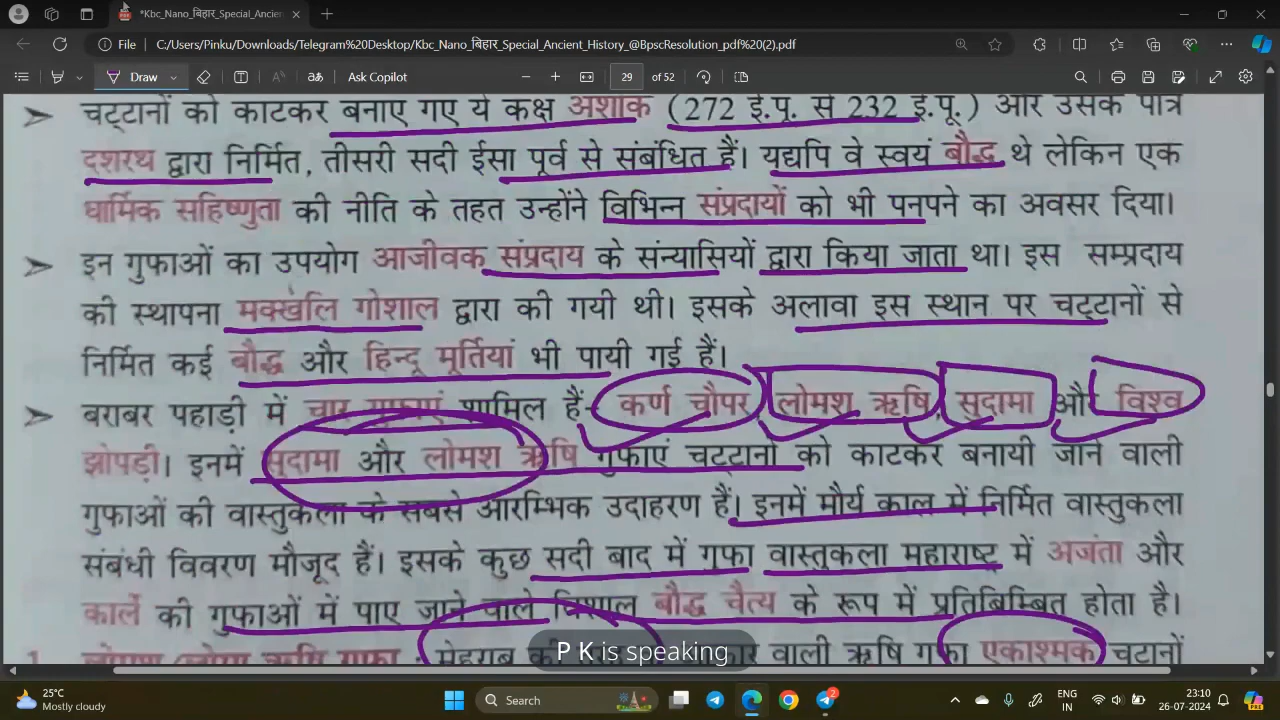 *Kbc_Nano_बिहार_Special_Ancien
File C:/Users/Pinku/Downloads/Telegram%20Desktop/Kbc_Nano_बिहार_Special_Ancient_History_@BpscResolution_pdf%20(2).pdf
Draw Ask Copilot 29 of 52
चट्टानों को काटकर बनाए गए ये कक्ष अशोक (272 ई.पू. से 232 ई.पू.) और उसके पौत्र
दशरथ द्वारा निर्मित, तीसरी सदी ईसा पूर्व से संबंधित हैं। यद्यपि वे स्वयं बौद्ध थे लेकिन एक
धार्मिक सहिष्णुता की नीति के तहत उन्होंने विभिन्न संप्रदायों को भी पनपने का अवसर दिया।
इन गुफाओं का उपयोग आजीवक संप्रदाय के संन्यासियों द्वारा किया जाता था। इस सम्प्रदाय
की स्थापना मक्खलि गोशाल द्वारा की गयी थी। इसके अलावा इस स्थान पर चट्टानों से
निर्मित कई बौद्ध और हिन्दू मूर्तियां भी पायी गई हैं।
बराबर पहाड़ी में चार गुफाएं शामिल हैं- कर्ण चौपर, लोमश ऋषि, सुदामा और विश्व
झोपड़ी। इनमें सुदामा और लोमश ऋषि गुफाएं चट्टानों को काटकर बनायी जाने वाली
गुफाओं की वास्तुकला के सबसे आरम्भिक उदाहरण हैं। इनमें मौर्य काल में निर्मित वास्तुकला
संबंधी विवरण मौजूद हैं। इसके कुछ सदी बाद में गुफा वास्तुकला महाराष्ट्र में अजंता और
कार्ले की गुफाओं में पाए जाने वाले विशाल बौद्ध चैत्य के रूप में प्रतिबिम्बित होता है।
मेहराब की वाली ऋषि गुफा एकाश्मक चटानों
P K is speaking
25°C
Mostly cloudy
Search
2
ENG
IN
23:10
26-07-2024